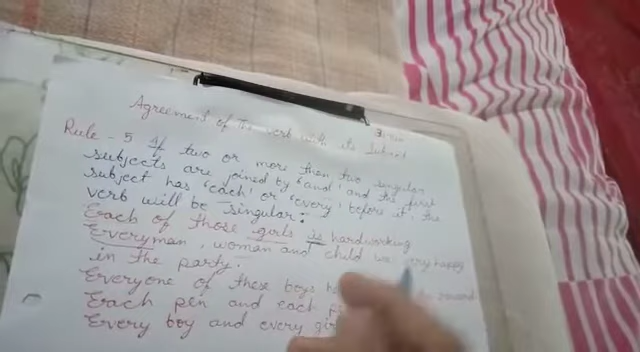 Agreement of the verb with its Subject
Rule - 5 If two or more than two singular
subjects are joined by 'and' and the first
subject has 'each' or 'every' before it, the
verb will be singular:
Each of those girls is hardworking
Everyman, woman and child was very happy
in the party.
Everyone of these boys
Each pen and each
Every boy and every